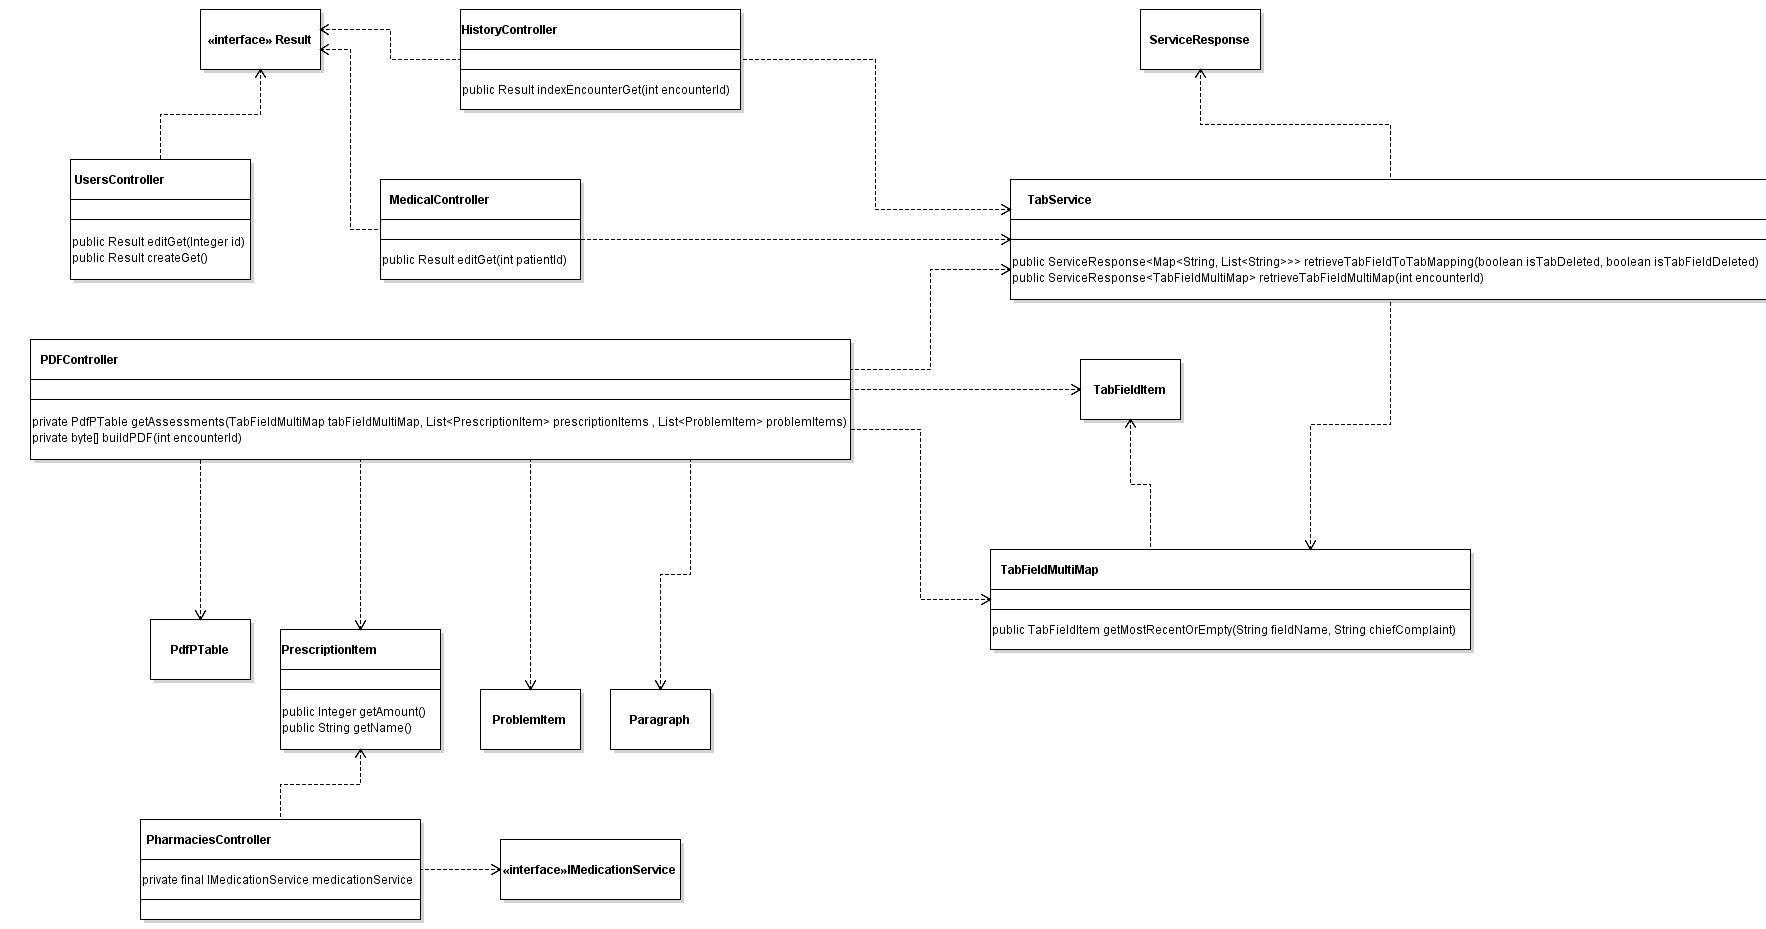 «interface» Result
HistoryController
public Result indexEncounterGet(int encounterId)
ServiceResponse
UsersController
public Result editGet(Integer id)
public Result createGet()
MedicalController
public Result editGet(int patientId)
TabService
public ServiceResponse<Map<String, List<String>>> retrieveTabFieldToTabMapping(boolean isTabDeleted, boolean isTabFieldDeleted)
public ServiceResponse<TabFieldMultiMap> retrieveTabFieldMultiMap(int encounterId)
PDFController
private PdfPTable getAssessments(TabFieldMultiMap tabFieldMultiMap, List<PrescriptionItem> prescriptionItems , List<ProblemItem> problemItems)
private byte[] buildPDF(int encounterId)
TabFieldItem
TabFieldMultiMap
public TabFieldItem getMostRecentOrEmpty(String fieldName, String chiefComplaint)
PdfPTable
PrescriptionItem
public Integer getAmount()
public String getName()
ProblemItem
Paragraph
PharmaciesController
private final IMedicationService medicationService
«interface»IMedicationService